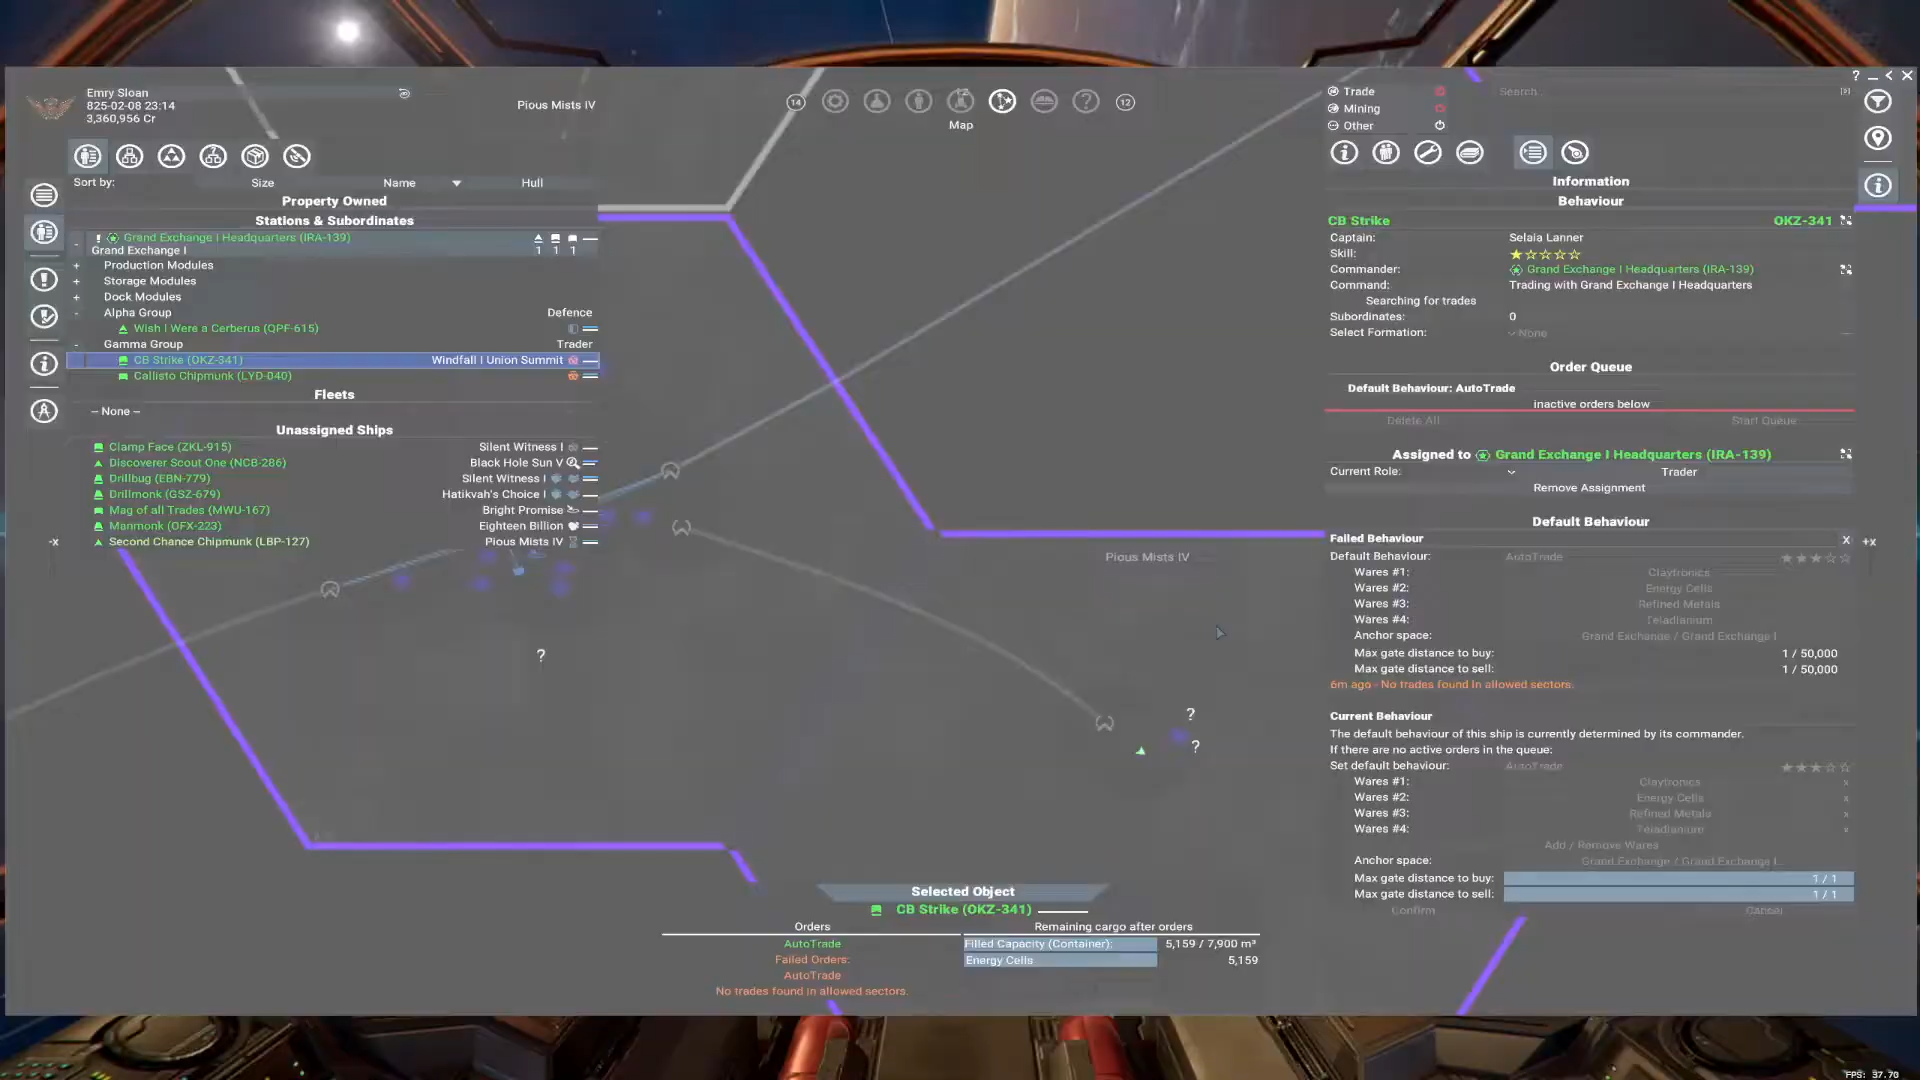 Emry Sloan
825-02-08 23:14
3,360,956 Cr
Pious Mists IV
14
12
Map
? _ < X
Sort by: Size Name Hull
Property Owned
Stations & Subordinates
- ! Grand Exchange I Headquarters (IRA-139)
Grand Exchange I 1 1 1
+ Production Modules
+ Storage Modules
+ Dock Modules
- Alpha Group Defence
Wish I Were a Cerberus (QPF-615)
- Gamma Group Trader
CB Strike (OKZ-341) Windfall I Union Summit
Callisto Chipmunk (LYD-040)
Fleets
-- None --
Unassigned Ships
Clamp Face (ZKL-915) Silent Witness I
Discoverer Scout One (NCB-286) Black Hole Sun V
Drillbug (EBN-779) Silent Witness I
Drillmonk (GSZ-679) Hatikvah's Choice I
Mag of all Trades (MWU-167) Bright Promise
Manmonk (OFX-223) Eighteen Billion
Second Chance Chipmunk (LBP-127) Pious Mists IV
-x
?
Pious Mists IV
?
?
Selected Object
CB Strike (OKZ-341)
Orders
AutoTrade
Failed Orders:
AutoTrade
No trades found in allowed sectors.
Remaining cargo after orders
Filled Capacity (Container): 5,159 / 7,900 m³
Energy Cells 5,159
Trade
Mining
Other
Search...
Information
Behaviour
CB Strike OKZ-341
Captain: Selaia Lanner
Skill: ★☆☆☆☆
Commander: Grand Exchange I Headquarters (IRA-139)
Command: Trading with Grand Exchange I Headquarters
Searching for trades
Subordinates: 0
Select Formation: None
Order Queue
Default Behaviour: AutoTrade
inactive orders below
Delete All Start Queue
Assigned to Grand Exchange I Headquarters (IRA-139)
Current Role: Trader
Remove Assignment
Default Behaviour
Failed Behaviour x
+x
Default Behaviour: AutoTrade ★★★☆☆
Wares #1: Claytronics
Wares #2: Energy Cells
Wares #3: Refined Metals
Wares #4: Teladianium
Anchor space: Grand Exchange / Grand Exchange I
Max gate distance to buy: 1 / 50,000
Max gate distance to sell: 1 / 50,000
6m ago - No trades found in allowed sectors.
Current Behaviour
The default behaviour of this ship is currently determined by its commander.
If there are no active orders in the queue:
Set default behaviour: AutoTrade ★★★☆☆
Wares #1: Claytronics x
Wares #2: Energy Cells x
Wares #3: Refined Metals x
Wares #4: Teladianium x
Add / Remove Wares
Anchor space: Grand Exchange / Grand Exchange I...
Max gate distance to buy: 1 / 1
Max gate distance to sell: 1 / 1
Confirm Cancel
FPS: 37.70